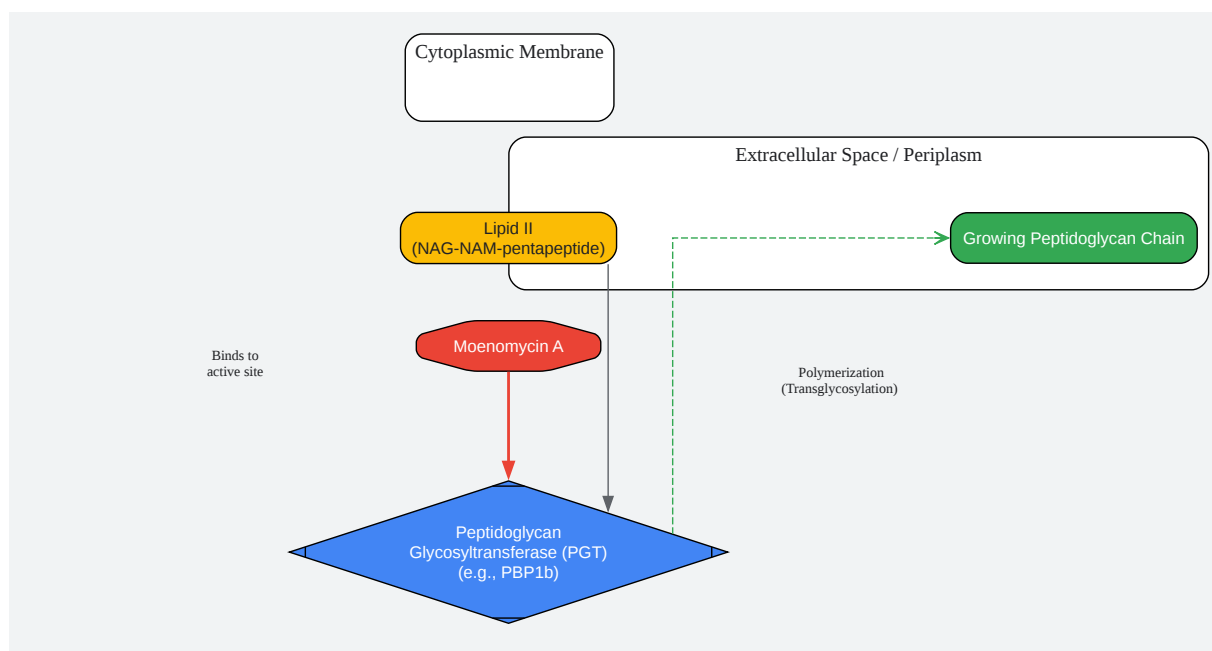 Cytoplasmic Membrane
Extracellular Space / Periplasm
Lipid II
(NAG-NAM-pentapeptide)
Growing Peptidoglycan Chain
Moenomycin A
Binds to
active site
Polymerization
(Transglycosylation)
Peptidoglycan
Glycosyltransferase (PGT)
(e.g., PBP1b)